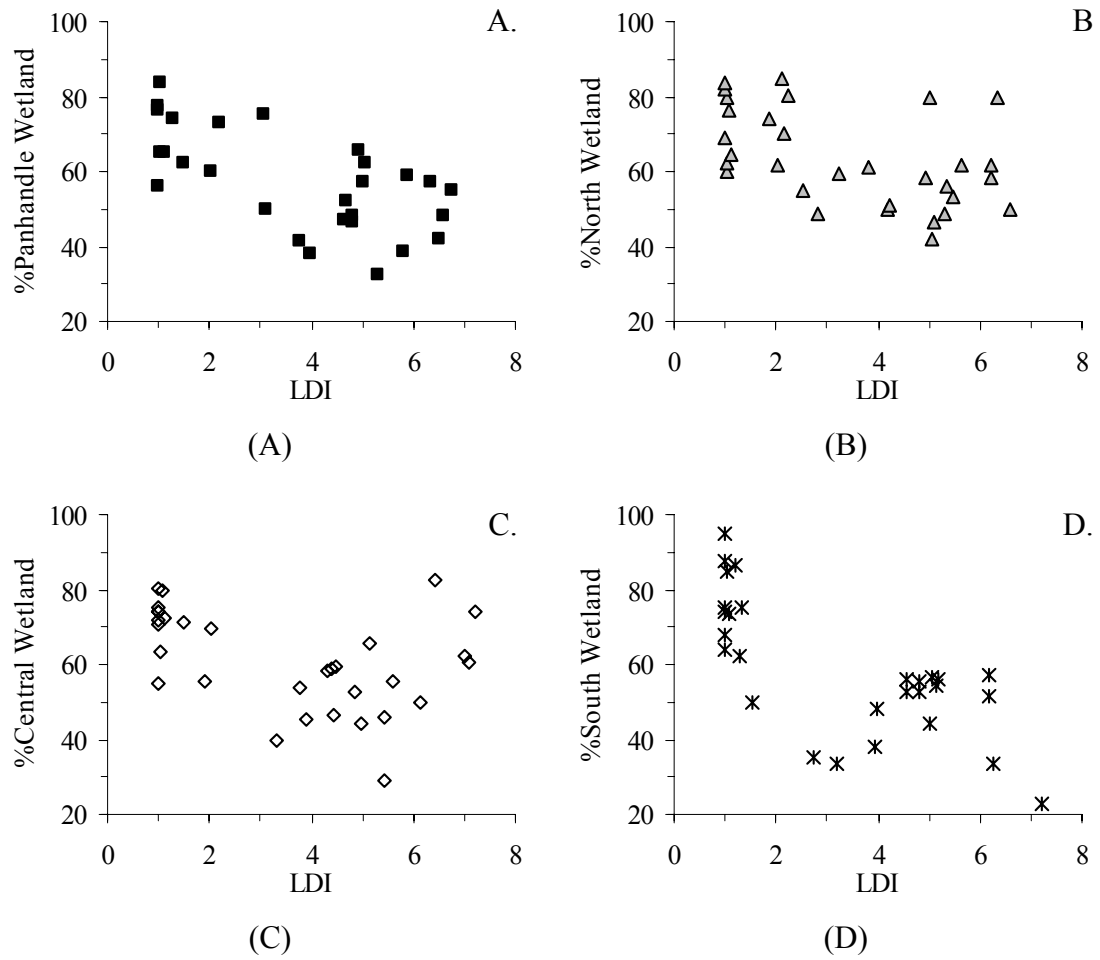 A.
%Panhandle Wetland
100
80
60
40
20
0
2
4
6
8
LDI
(A)
B
%North Wetland
100
80
60
40
20
0
2
4
6
8
LDI
(B)
C.
%Central Wetland
100
80
60
40
20
0
2
4
6
8
LDI
(C)
D.
%South Wetland
100
80
60
40
20
0
2
4
6
8
LDI
(D)